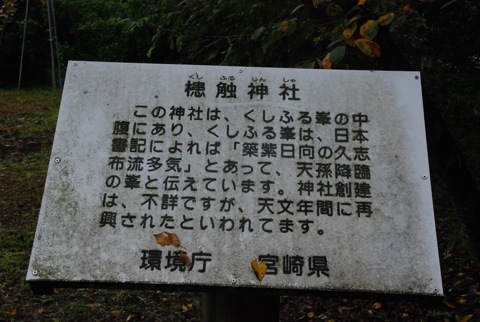 くし ふる じん しゃ
槵触神社
この神社は、くしふる峯の中
腹にあり、くしふる峯は、日本
書記によれば「築紫日向の久志
布流多気」とあって、天孫降臨
の峯と伝えています。神社創建
は、不詳ですが、天文年間に再
興されたといわれてます。
環境庁 宮崎県